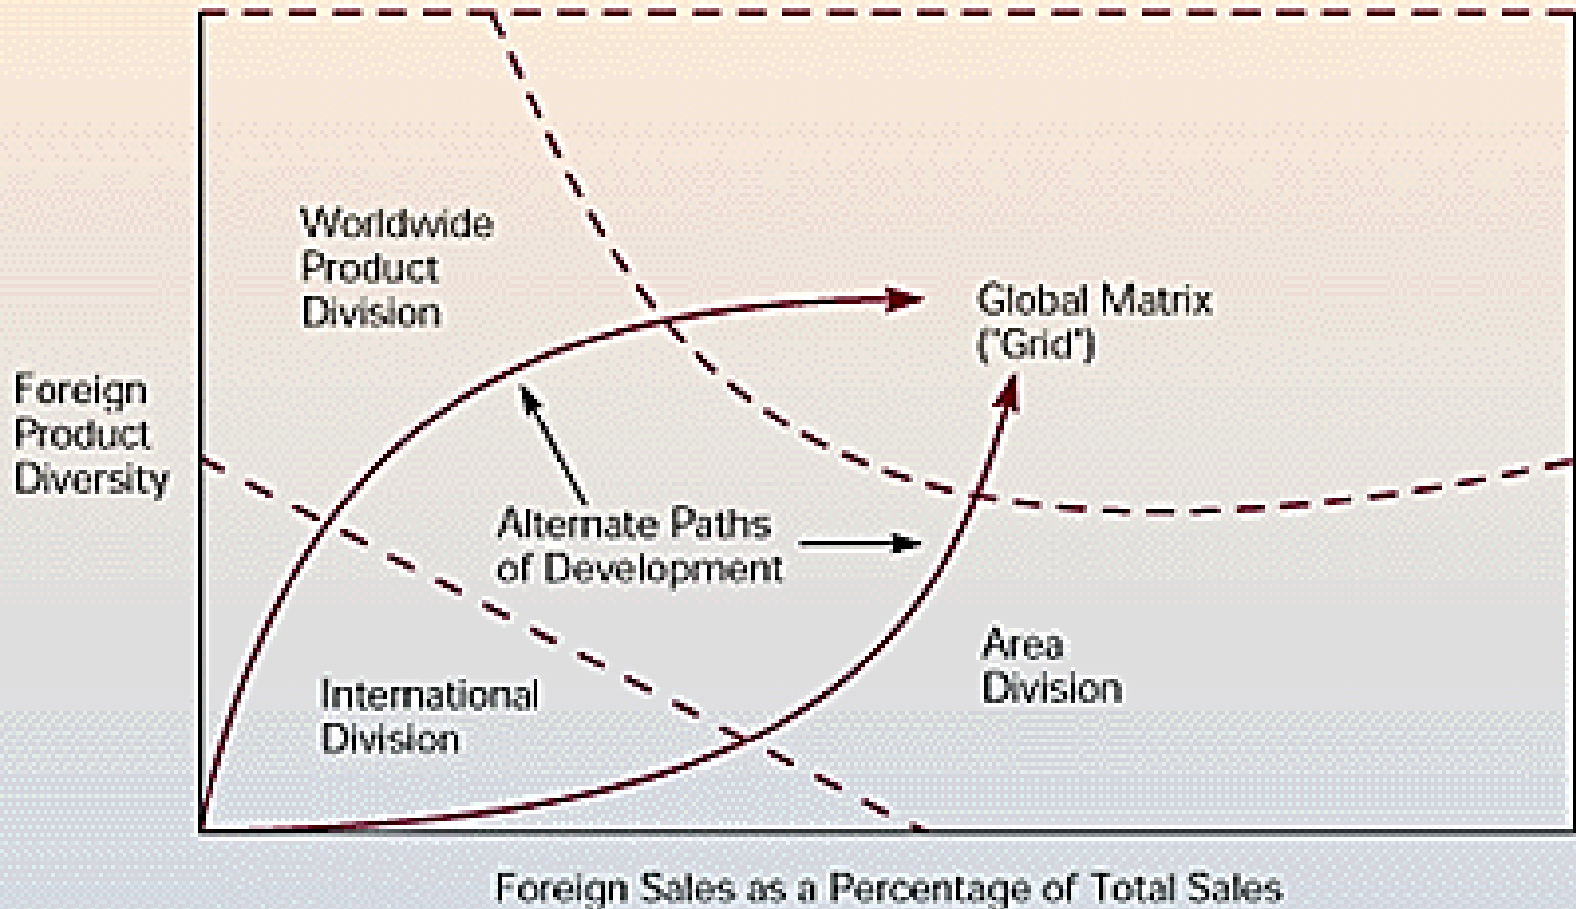 Worldwide
Product
Division
Global Matrix
("Grid")
Foreign
Product
Diversity
Alternate Paths
of Development
Area
Division
International
Division
Foreign Sales as a Percentage of Total Sales